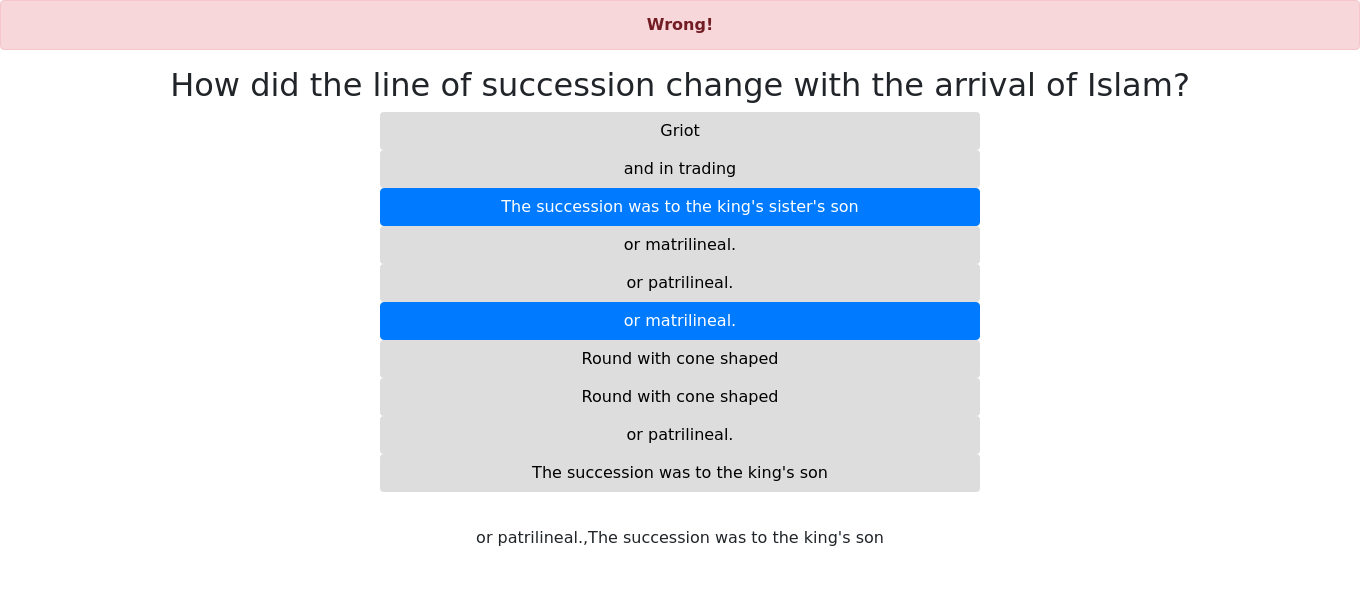 Wrong!
How did the line of succession change with the arrival of Islam?
Griot
and in trading
The succession was to the king's sister's son
or matrilineal.
or patrilineal.
or matrilineal.
Round with cone shaped
Round with cone shaped
or patrilineal.
The succession was to the king's son
or patrilineal.,The succession was to the king's son